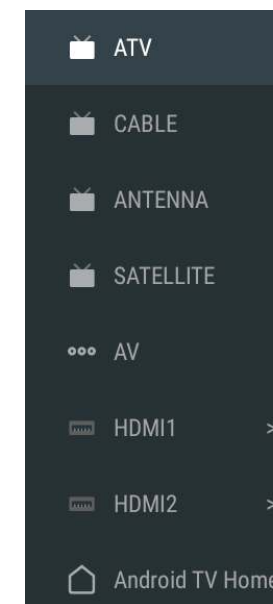 ATV
CABLE
ANTENNA
SATELLITE
AV
HDMI1 >
HDMI2 >
Android TV Home